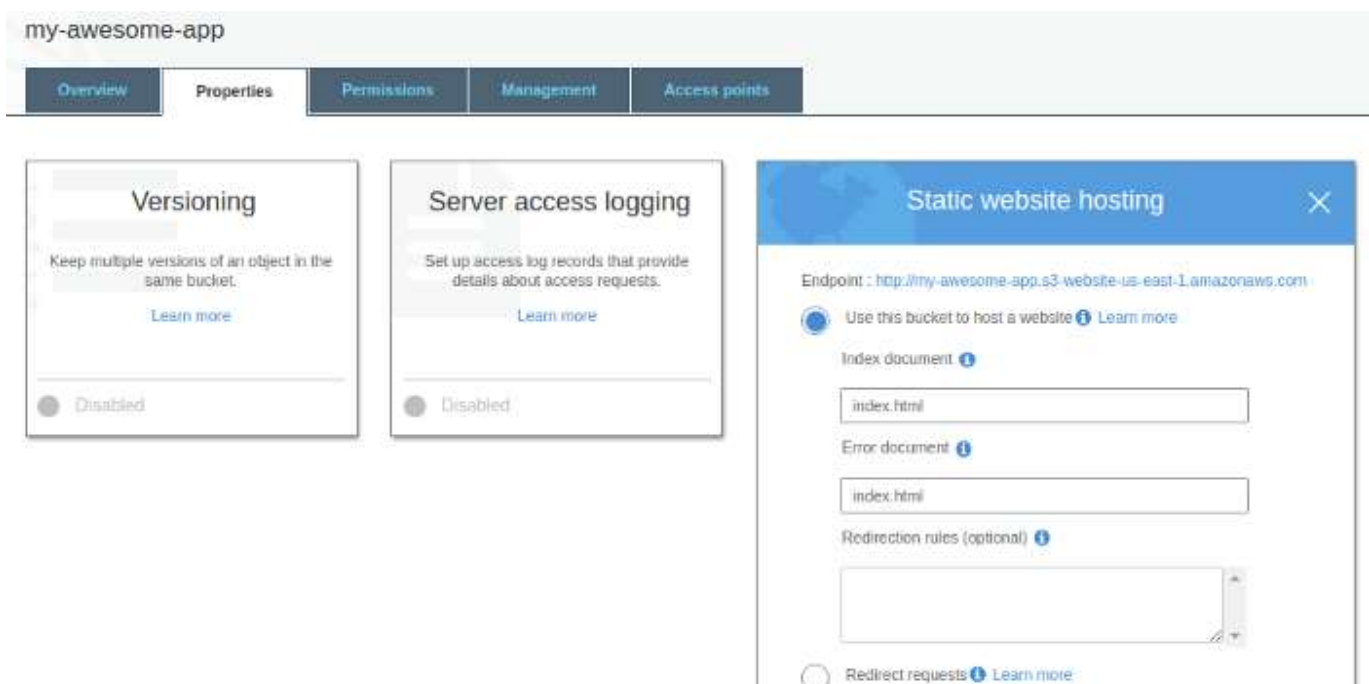 my-awesome-app
Overview
Properties
Permissions
Management
Access points
Versioning
Keep multiple versions of an object in the
same bucket.
Learn more
Disabled
Server access logging
Set up access log records that provide
details about access requests.
Learn more
Disabled
Static website hosting
Endpoint : http://my-awesome-app.s3-website-us-east-1.amazonaws.com
Use this bucket to host a website Learn more
Index document
index.html
Error document
index.html
Redirection rules (optional)
Redirect requests Learn more